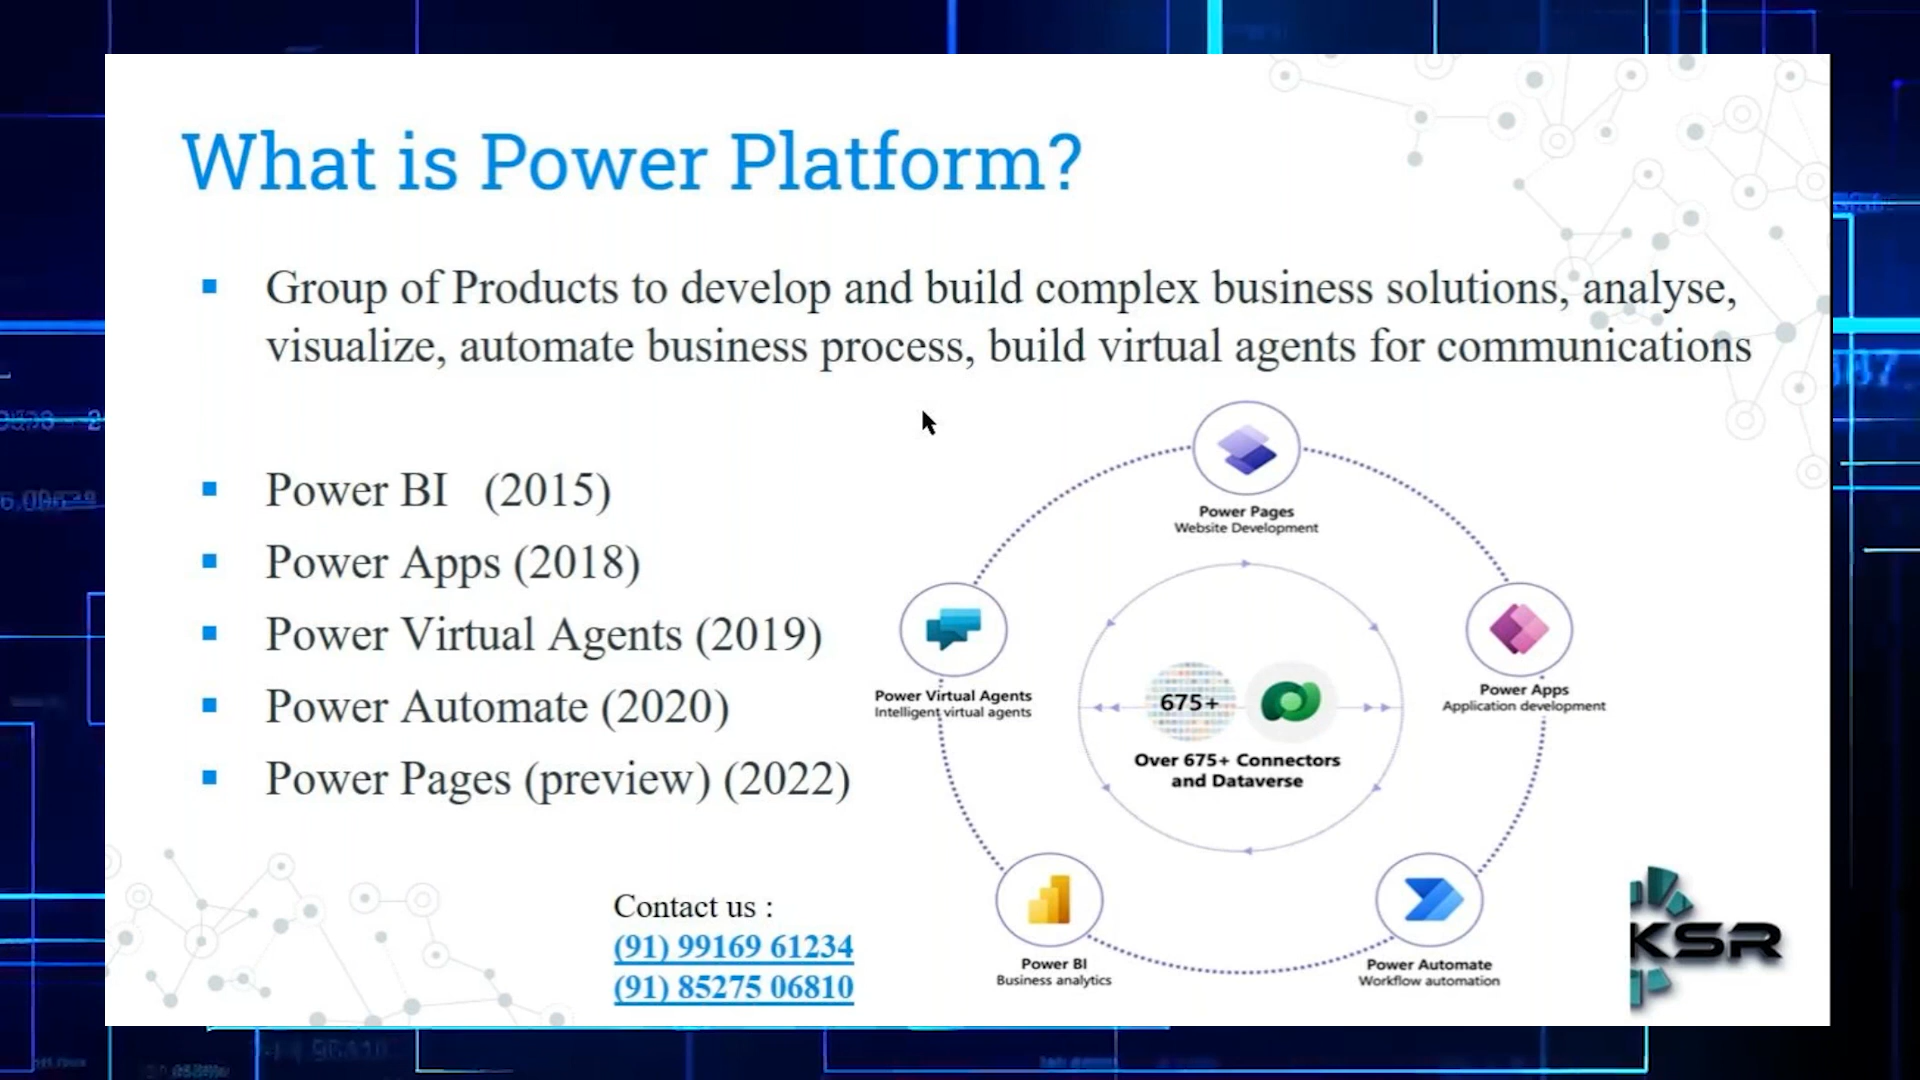 What is Power Platform?
Group of Products to develop and build complex business solutions, analyse,
visualize, automate business process, build virtual agents for communications
Power BI (2015)
Power Apps (2018)
Power Virtual Agents (2019)
Power Automate (2020)
Power Pages (preview) (2022)
Power Pages
Website Development
Power Virtual Agents
Intelligent virtual agents
Power Apps
Application development
675+
Over 675+ Connectors
and Dataverse
Power BI
Business analytics
Power Automate
Workflow automation
Contact us :
(91) 99169 61234
(91) 85275 06810
KSR